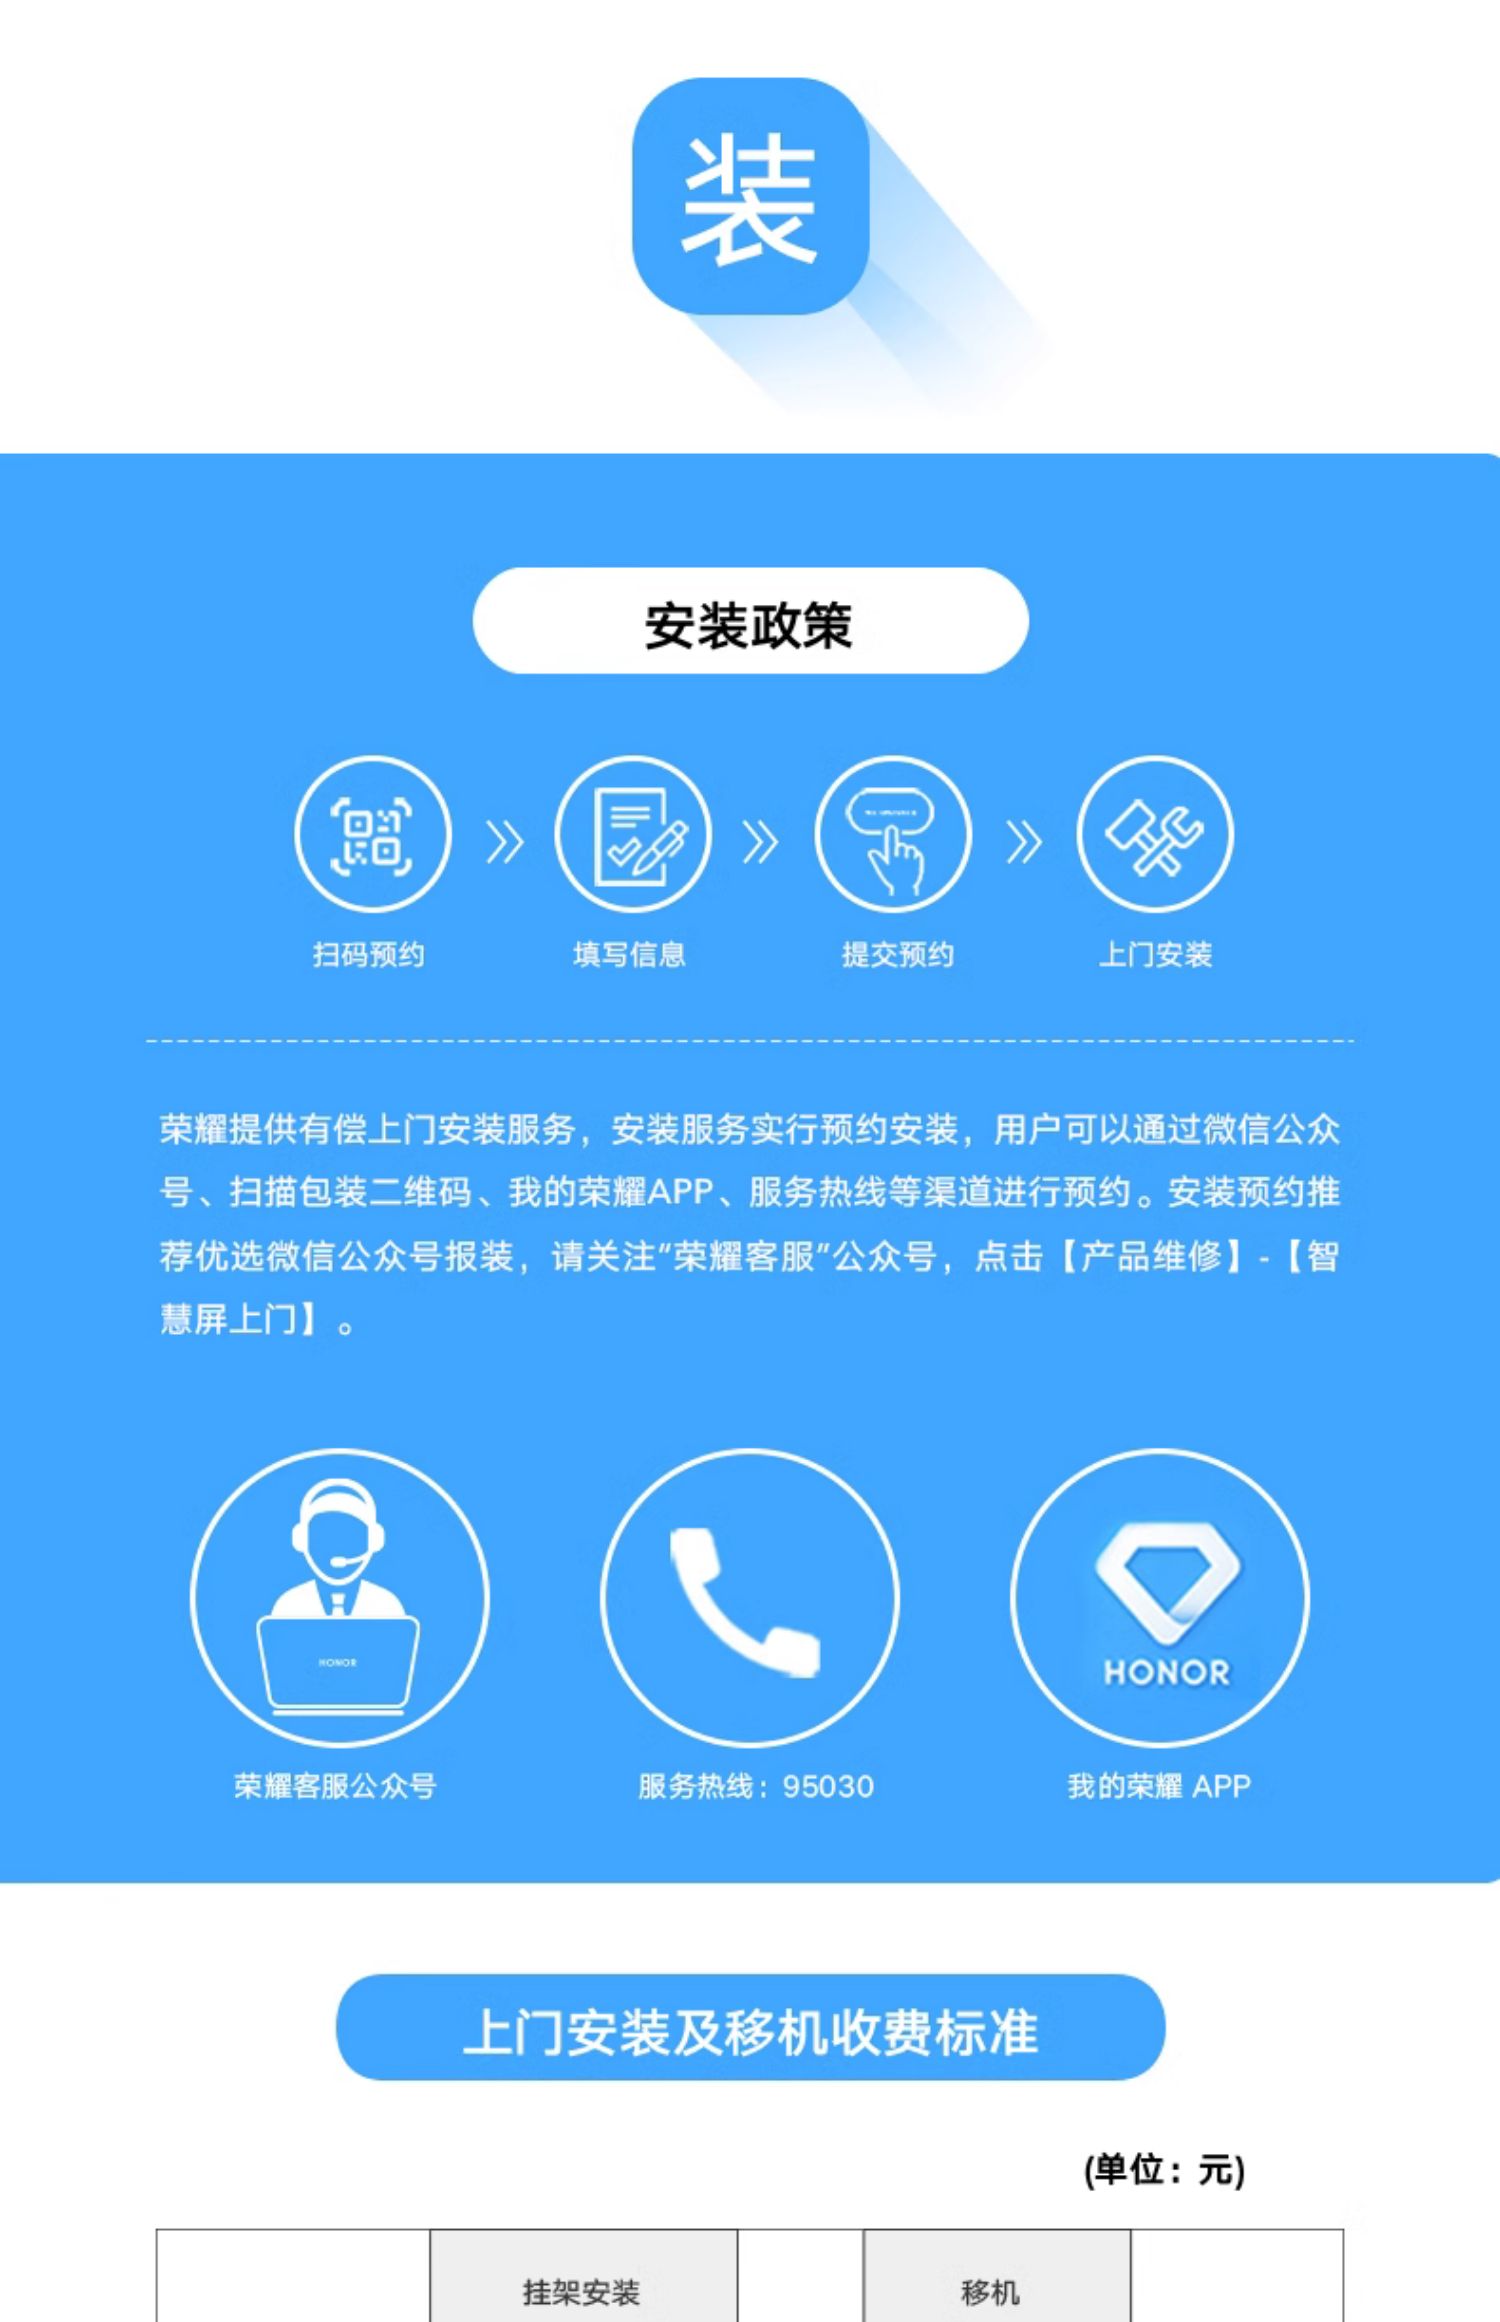 装
安装政策
扫码预约 填写信息 提交预约 上门安装
荣耀提供有偿上门安装服务，安装服务实行预约安装，用户可以通过微信公众
号、扫描包装二维码、我的荣耀APP、服务热线等渠道进行预约。安装预约推
荐优选微信公众号报装，请关注"荣耀客服"公众号，点击【产品维修】-【智
慧屏上门】。
HONOR
HONOR
荣耀客服公众号 服务热线：95030 我的荣耀 APP
上门安装及移机收费标准
(单位：元)
挂架安装 移机